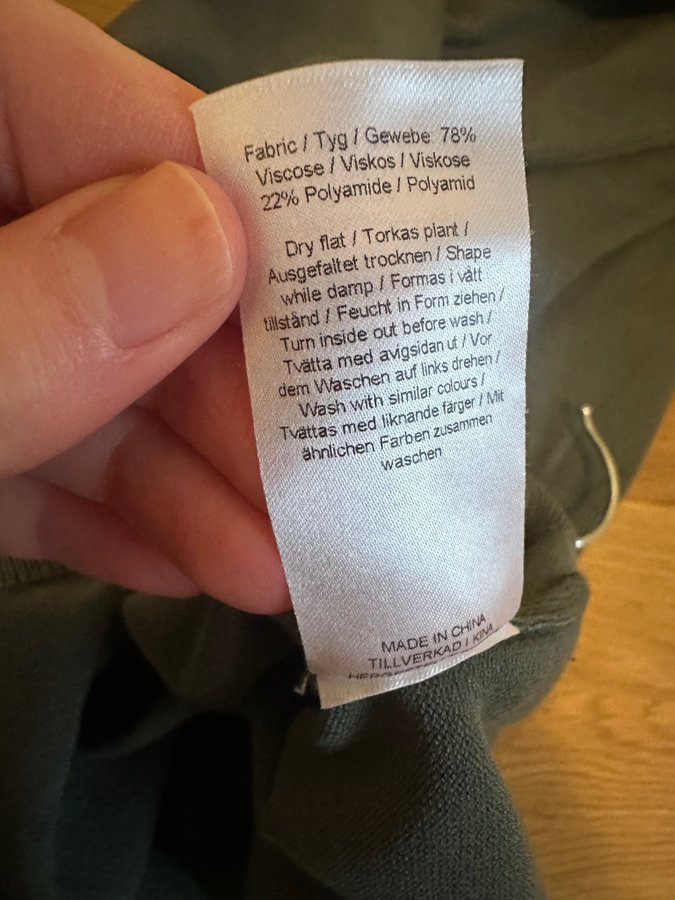 Fabric / Tyg / Gewebe 78%
Viscose / Viskos / Viskose
22% Polyamide / Polyamid
Dry flat / Torkas plant /
Ausgefaltet trocknen / Shape
while damp / Formas i vått
tillstånd / Feucht in Form ziehen /
Turn inside out before wash /
Tvätta med avigsidan ut / Vor
dem Waschen auf links drehen /
Wash with similar colours /
Tvättas med liknande färger / Mit
ähnlichen Farben zusammen
waschen
MADE IN CHINA
TILLVERKAD I KINA